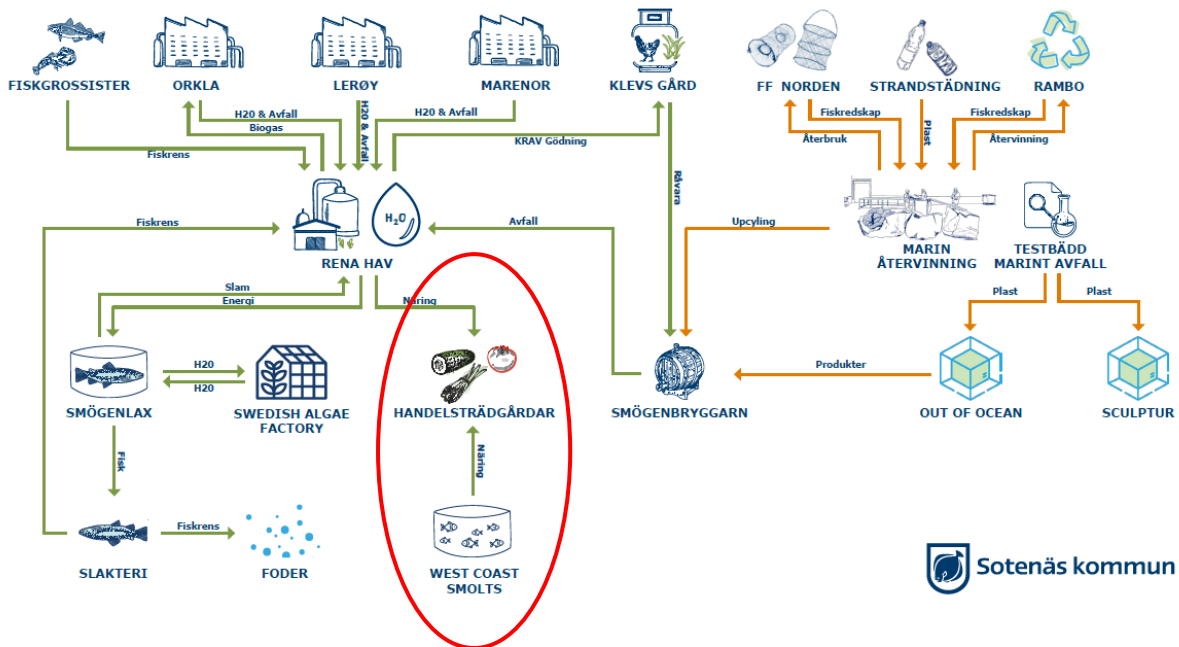 FISKGROSSISTER
ORKLA
LERØY
MARENOR
KLEVS GÅRD
FF NORDEN
STRANDSTÄDNING
RAMBO
H20 & Avfall
Biogas
H20 & Avfall
H20 & Avfall
KRAV Gödning
Fiskrens
Råvara
Fiskredskap
Återbruk
Plast
Fiskredskap
Återvinning
H₂O
Fiskrens
RENA HAV
Avfall
Upcyling
MARIN
ÅTERVINNING
TESTBÄDD
MARINT AVFALL
Slam
Energi
Näring
Plast
Plast
H20
H20
SMÖGENLAX
SWEDISH ALGAE
FACTORY
HANDELSTRÄDGÅRDAR
SMÖGENBRYGGARN
Produkter
OUT OF OCEAN
SCULPTUR
Fisk
Näring
Fiskrens
SLAKTERI
FODER
WEST COAST
SMOLTS
Sotenäs kommun